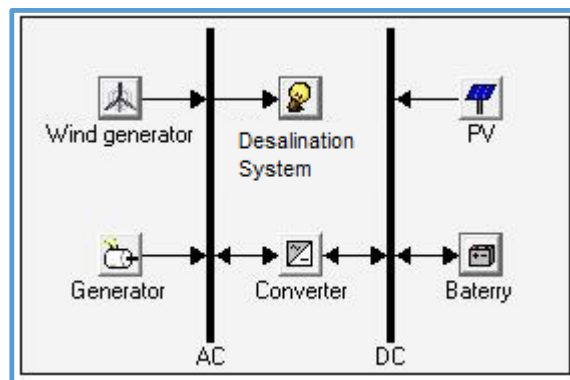 Wind generator
Desalination
System
PV
Generator
Converter
Baterry
AC
DC